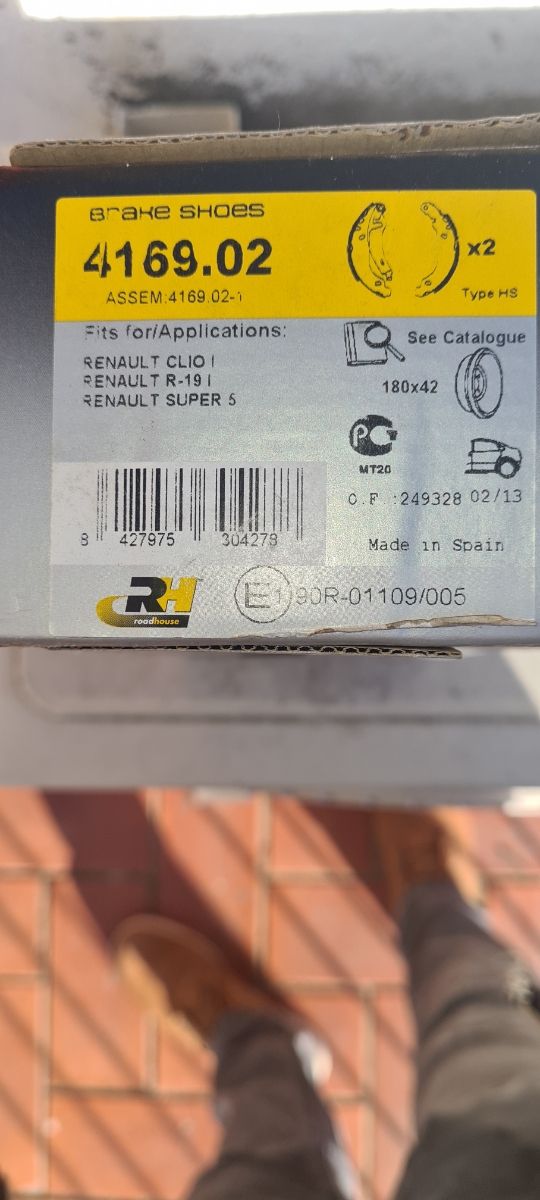 Brake shoes
4169.02
ASSEM:4169.02-1
x2
Type HS
Fits for/Applications:
RENAULT CLIO I
RENAULT R-19 I
RENAULT SUPER 5
See Catalogue
180x42
PCT
MT20
O.F :249328 02/13
Made in Spain
8 427975 304278
RH
roadhouse
E1 90R-01109/005